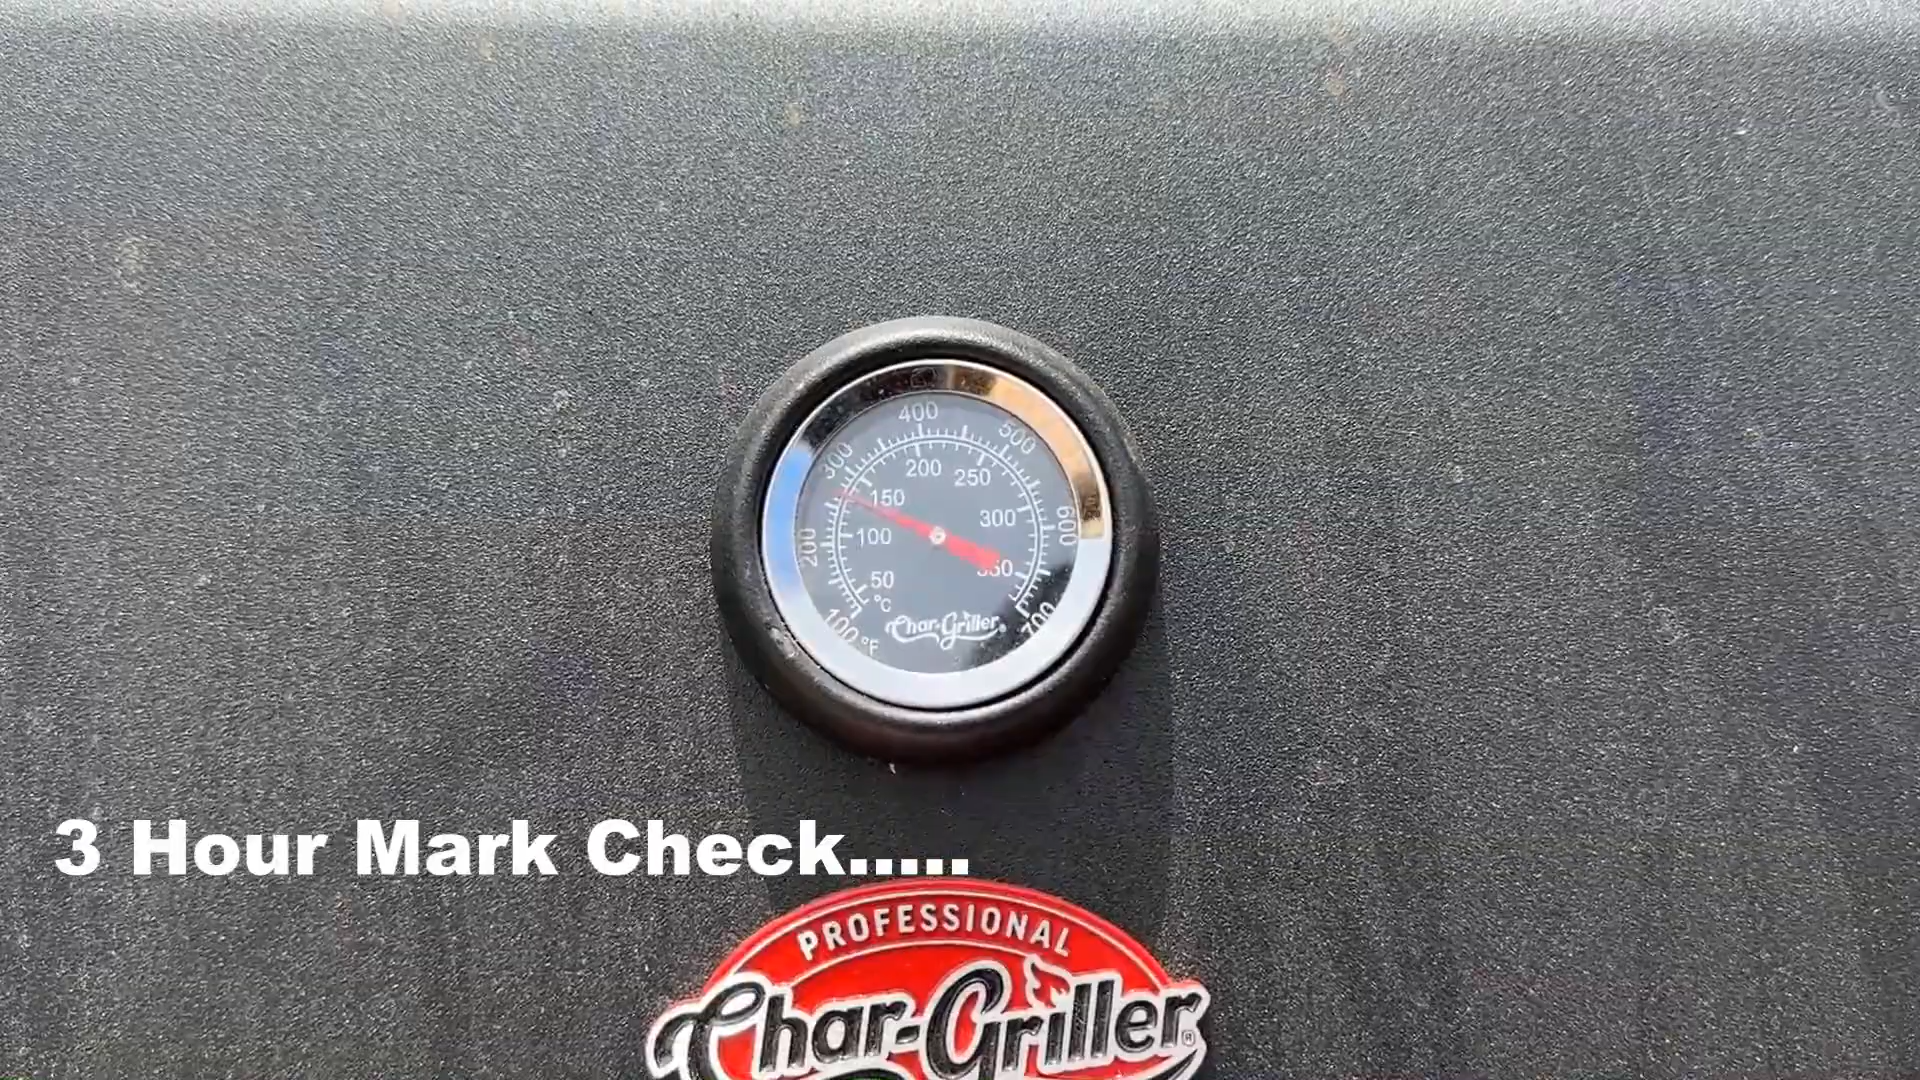 400
300
500
200
250
150
300
600
200
100
50
°C
100
°F
700
Char-Griller®
3 Hour Mark Check.....
PROFESSIONAL
Char-Griller®